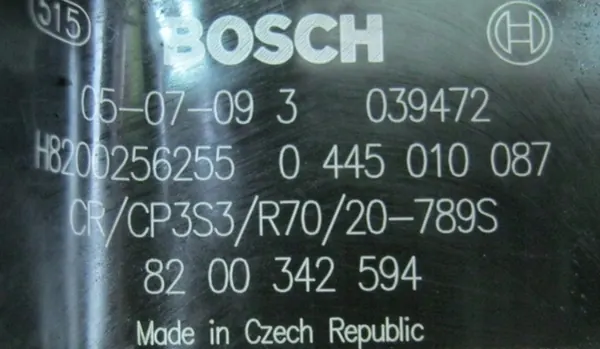 515 BOSCH
05-07-09 3 039472
H8200256255 0 445 010 087
CR/CP3S3/R70/20-789S
82 00 342 594
Made in Czech Republic